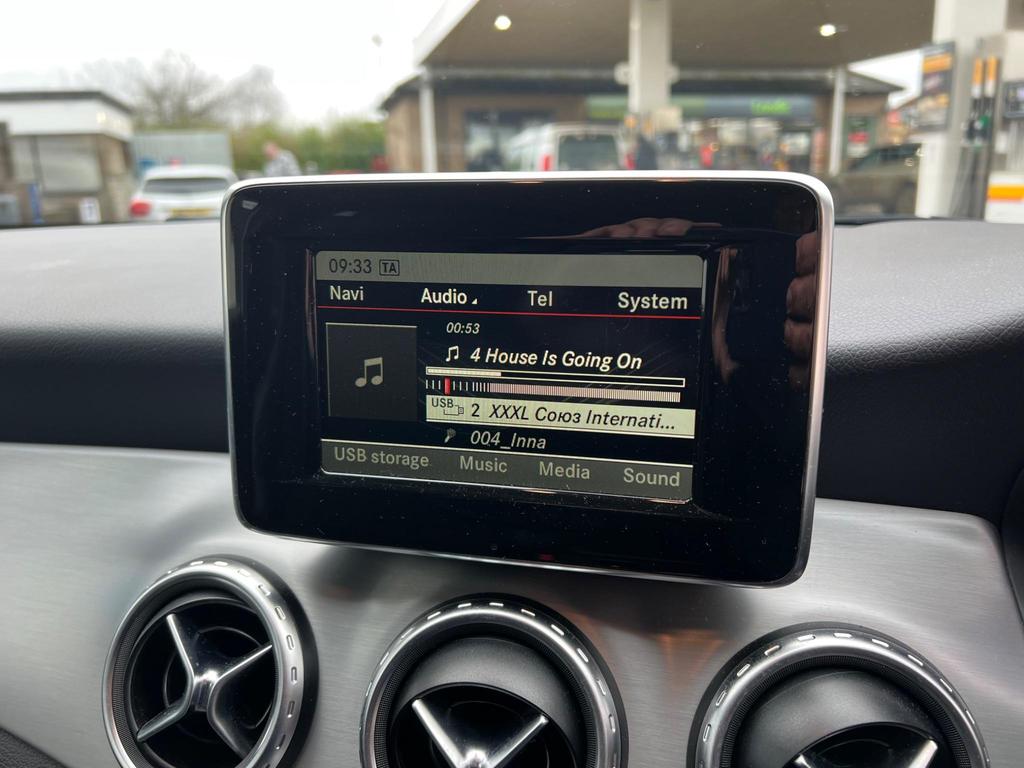 09:33 TA
Navi Audio Tel System
00:53
4 House Is Going On
USB 2 XXXL Союз Internati...
004_Inna
USB storage Music Media Sound